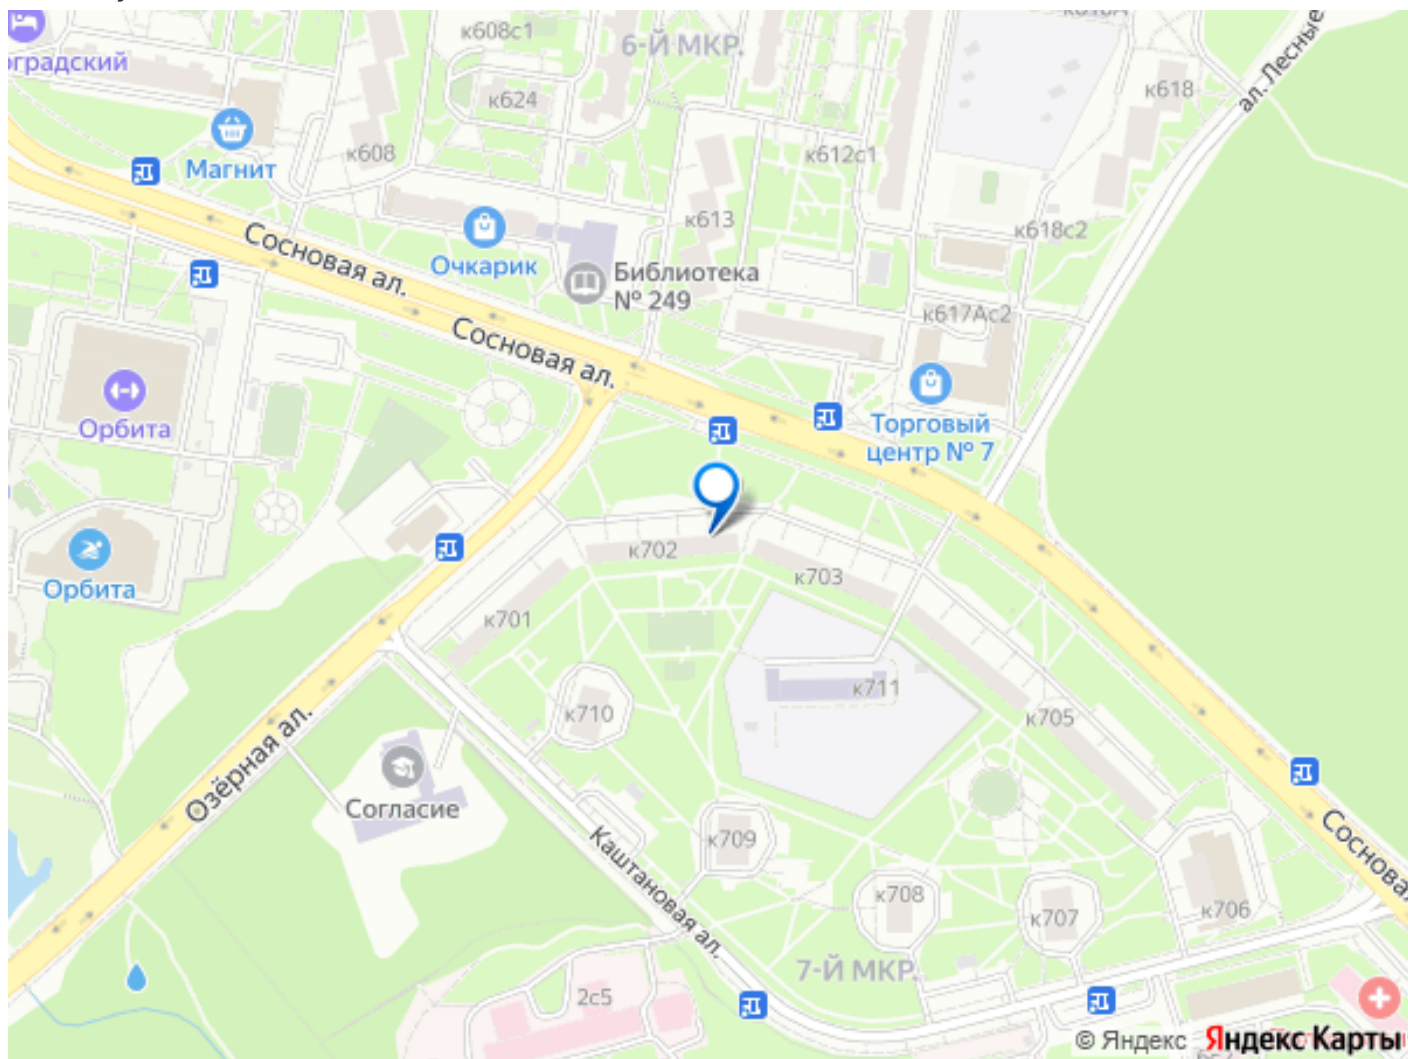 к608с1
6-Й МКР.
оградский
к624
к618
ал. Лесные
Магнит
к608
к612с1
к613
к618с2
Сосновая ал.
Очкарик
Библиотека
№ 249
к617Ас2
Сосновая ал.
Орбита
Торговый
центр № 7
к702
к703
Орбита
к701
к711
к710
к705
Озёрная ал.
Согласие
к709
Каштановая ал.
Сосновая
к708
к707
к706
7-Й МКР.
2с5
© Яндекс Яндекс Карты